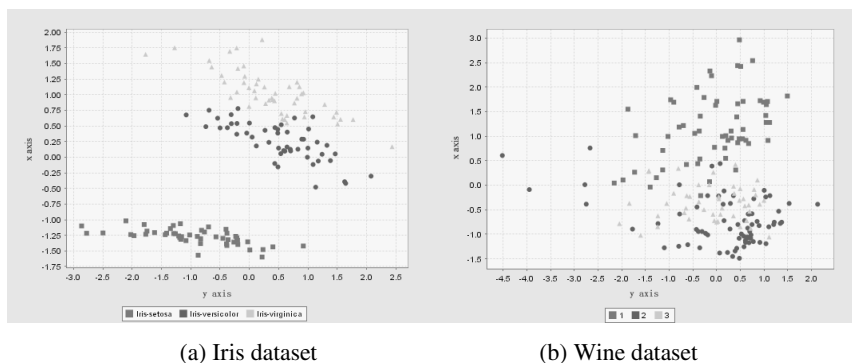 2.00
1.75
1.50
1.25
1.00
0.75
0.50
0.25
0.00
-0.25
-0.50
-0.75
-1.00
-1.25
-1.50
-1.75
x axis
-3.0 -2.5 -2.0 -1.5 -1.0 -0.5 0.0 0.5 1.0 1.5 2.0 2.5
y axis
Iris-setosa Iris-versicolor Iris-virginica
(a) Iris dataset
3.0
2.5
2.0
1.5
1.0
0.5
0.0
-0.5
-1.0
-1.5
x axis
-4.5 -4.0 -3.5 -3.0 -2.5 -2.0 -1.5 -1.0 -0.5 0.0 0.5 1.0 1.5 2.0
y axis
1 2 3
(b) Wine dataset